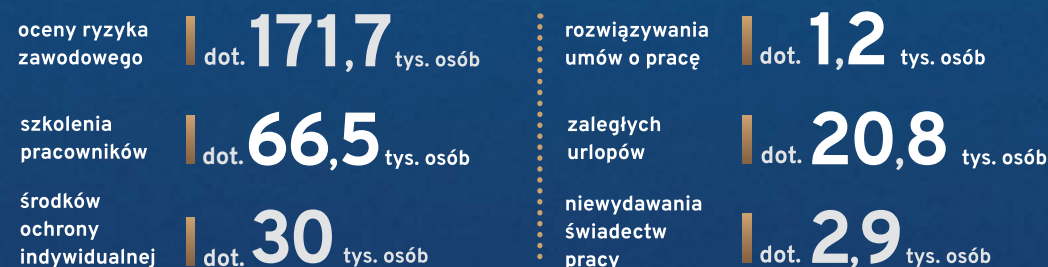 oceny ryzyka
zawodowego
dot. 171,7 tys. osób
szkolenia
pracowników
dot. 66,5 tys. osób
środków
ochrony
indywidualnej
dot. 30 tys. osób
rozwiązywania
umów o pracę
dot. 1,2 tys. osób
zaległych
urlopów
dot. 20,8 tys. osób
niewydawania
świadectw
pracy
dot. 2,9 tys. osób